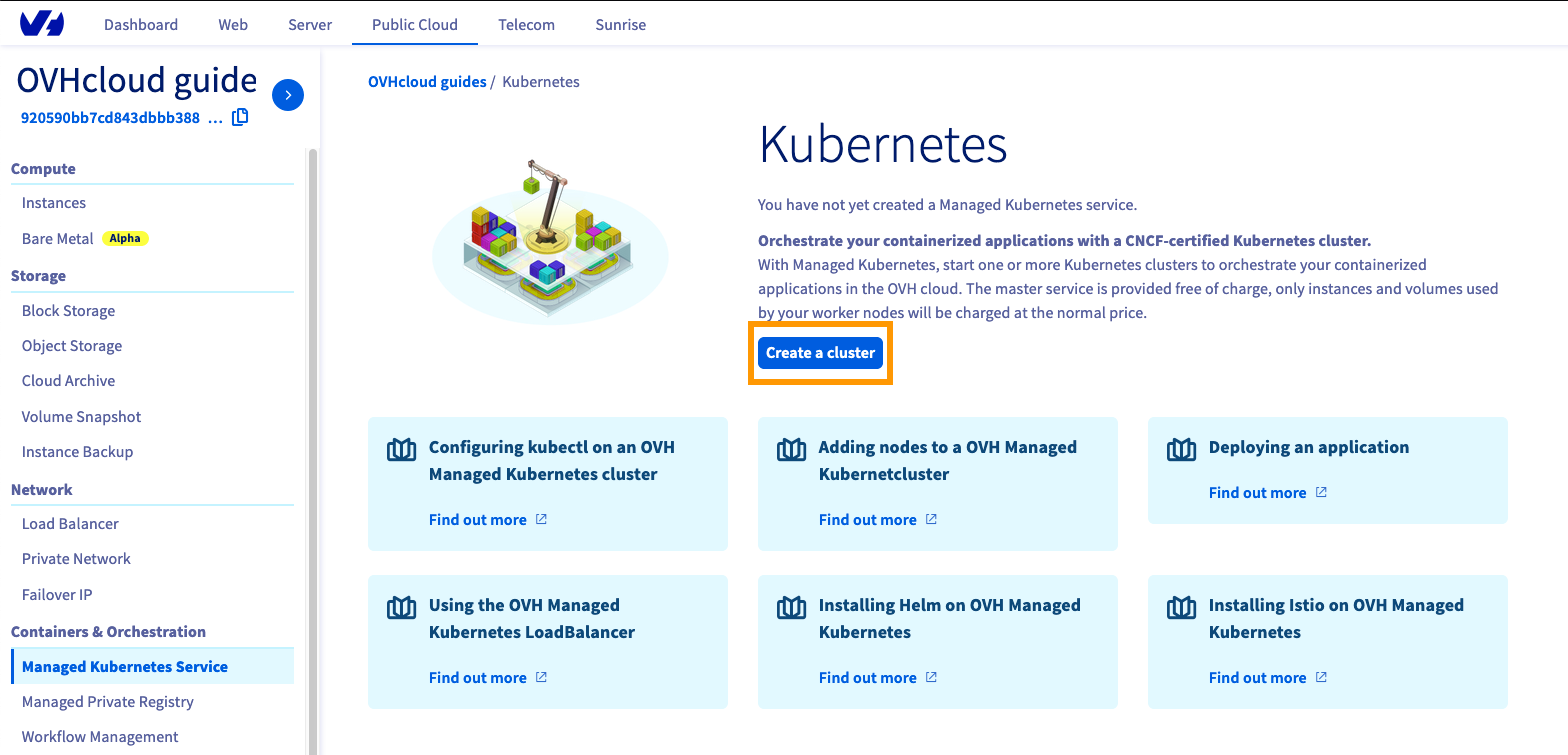 Dashboard Web Server Public Cloud Telecom Sunrise
OVHcloud guide
920590bb7cd843dbbb388 ...
Compute
Instances
Bare Metal Alpha
Storage
Block Storage
Object Storage
Cloud Archive
Volume Snapshot
Instance Backup
Network
Load Balancer
Private Network
Failover IP
Containers & Orchestration
Managed Kubernetes Service
Managed Private Registry
Workflow Management
OVHcloud guides / Kubernetes
Kubernetes
You have not yet created a Managed Kubernetes service.
Orchestrate your containerized applications with a CNCF-certified Kubernetes cluster.
With Managed Kubernetes, start one or more Kubernetes clusters to orchestrate your containerized
applications in the OVH cloud. The master service is provided free of charge, only instances and volumes used
by your worker nodes will be charged at the normal price.
Create a cluster
Configuring kubectl on an OVH
Managed Kubernetes cluster
Find out more
Adding nodes to a OVH Managed
Kubernetcluster
Find out more
Deploying an application
Find out more
Using the OVH Managed
Kubernetes LoadBalancer
Find out more
Installing Helm on OVH Managed
Kubernetes
Find out more
Installing Istio on OVH Managed
Kubernetes
Find out more